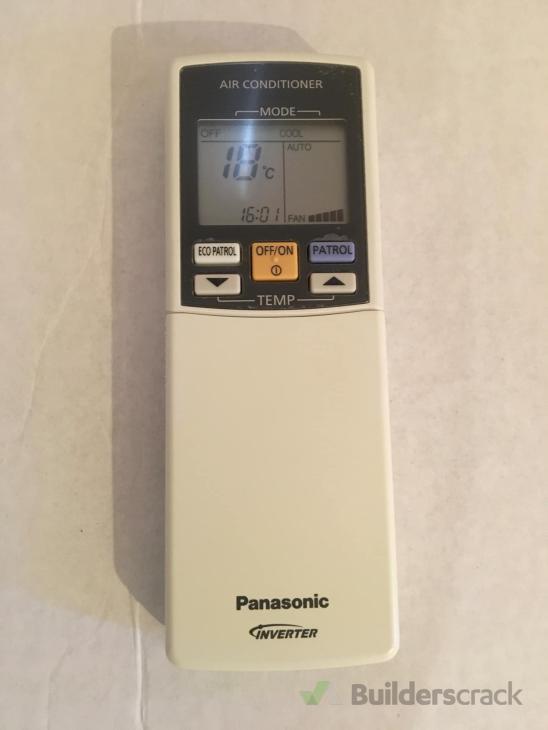 AIR CONDITIONER
MODE
OFF COOL
18°C AUTO
16:01 FAN
ECO PATROL OFF/ON PATROL
TEMP
Panasonic
INVERTER
Builderscrack